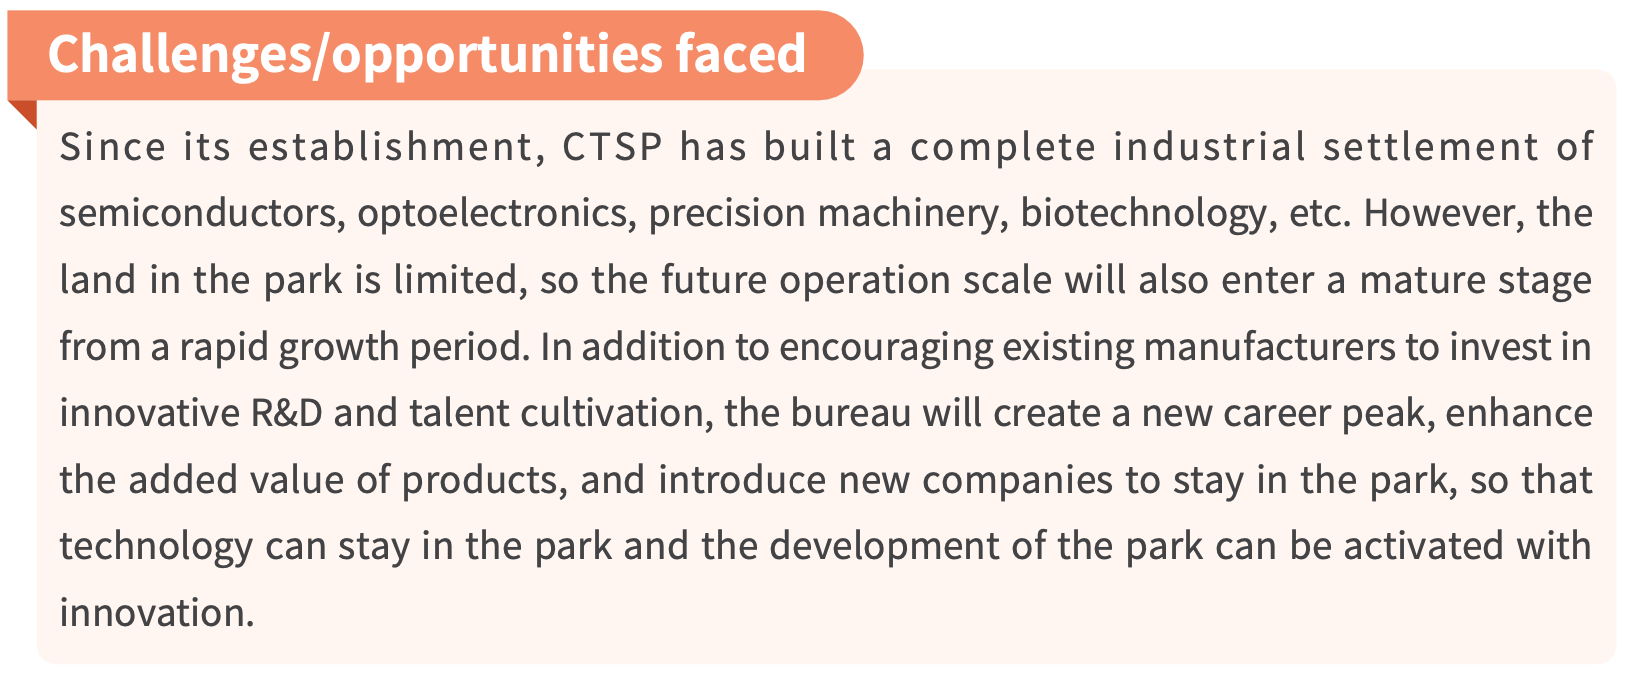 Challenges/opportunities faced
Since its establishment, CTSP has built a complete industrial settlement of
semiconductors, optoelectronics, precision machinery, biotechnology, etc. However, the
land in the park is limited, so the future operation scale will also enter a mature stage
from a rapid growth period. In addition to encouraging existing manufacturers to invest in
innovative R&D and talent cultivation, the bureau will create a new career peak, enhance
the added value of products, and introduce new companies to stay in the park, so that
technology can stay in the park and the development of the park can be activated with
innovation.